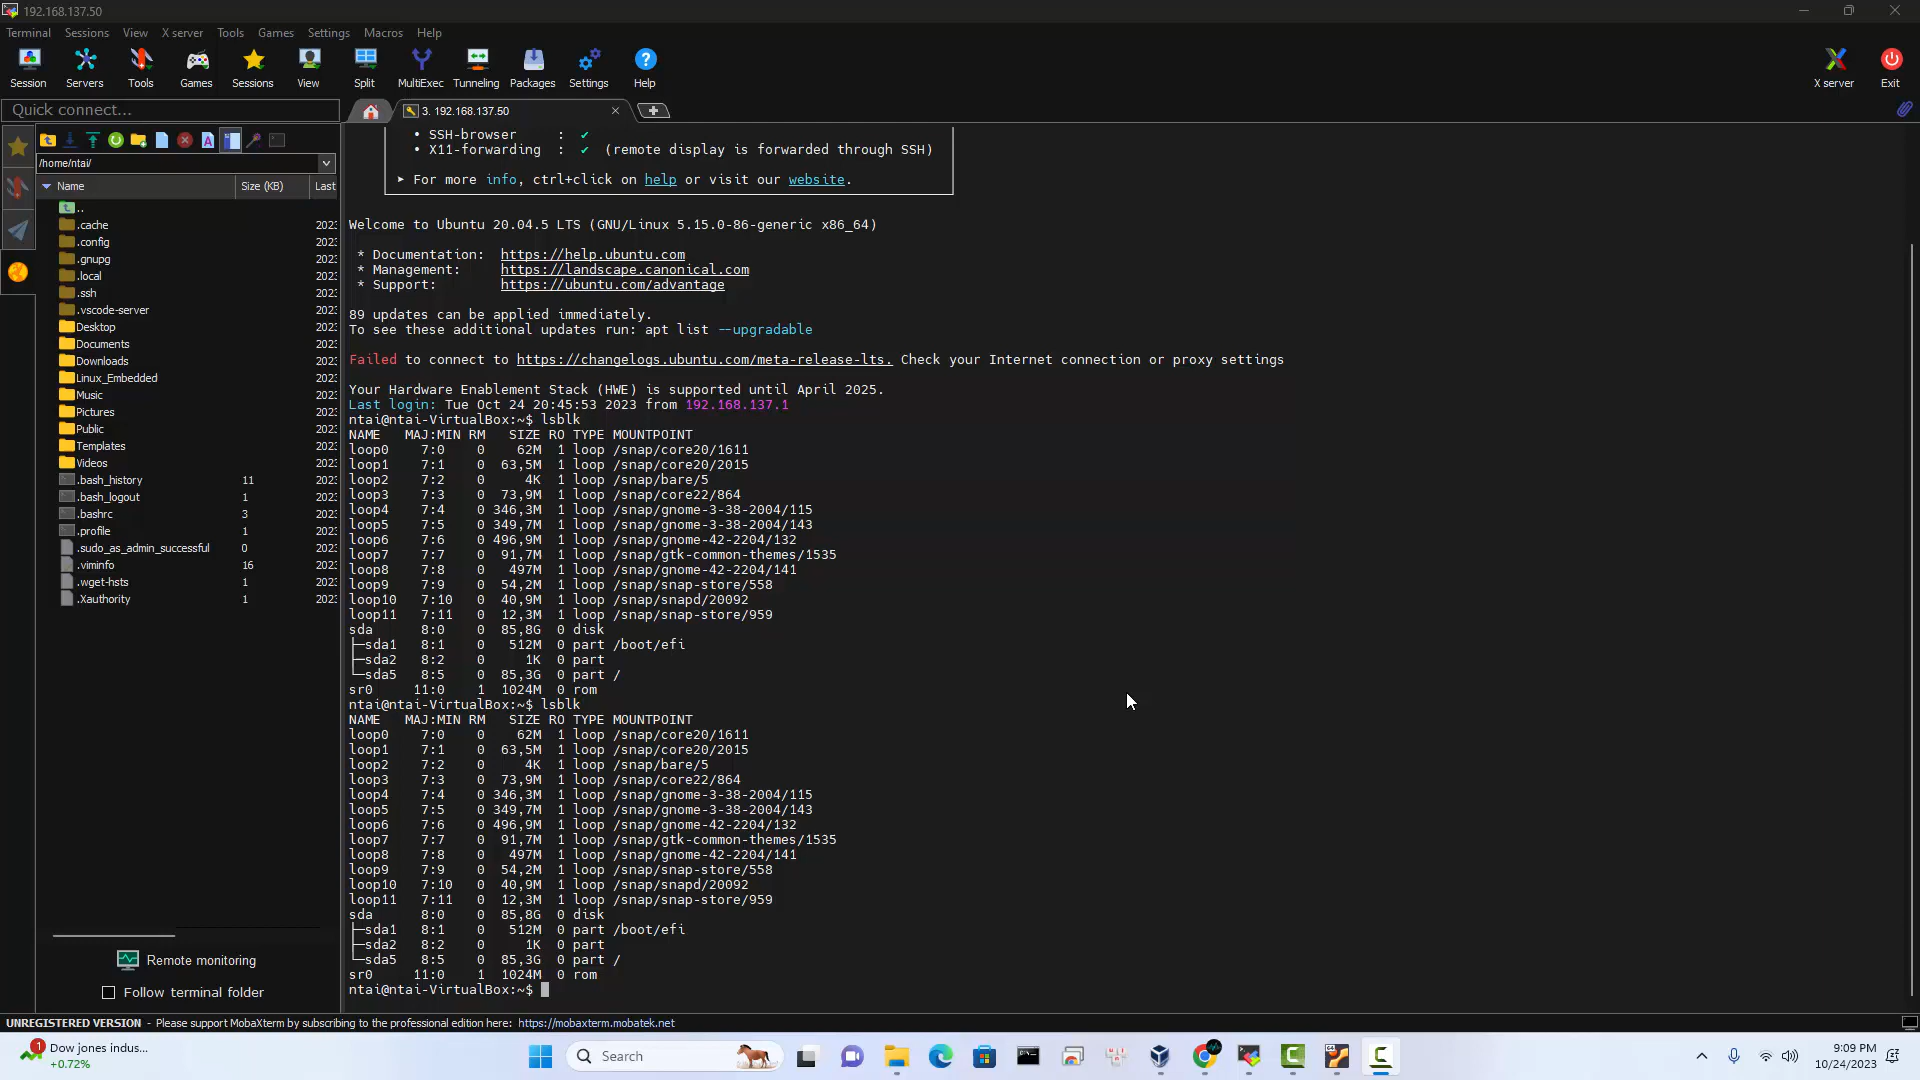 192.168.137.50
Terminal Sessions View X server Tools Games Settings Macros Help
Session Servers Tools Games Sessions View Split MultiExec Tunneling Packages Settings Help X server Exit
Quick connect...
3. 192.168.137.50
/home/ntai/
Name Size (KB) Last
..
.cache 202
.config 202
.gnupg 202
.local 202
.ssh 202
.vscode-server 202
Desktop 202
Documents 202
Downloads 202
Linux_Embedded 202
Music 202
Pictures 202
Public 202
Templates 202
Videos 202
.bash_history 11 202
.bash_logout 1 202
.bashrc 3 202
.profile 1 202
.sudo_as_admin_successful 0 202
.viminfo 16 202
.wget-hsts 1 202
.Xauthority 1 202
Remote monitoring
Follow terminal folder
• SSH-browser : ✔
• X11-forwarding : ✔ (remote display is forwarded through SSH)
► For more info, ctrl+click on help or visit our website.
Welcome to Ubuntu 20.04.5 LTS (GNU/Linux 5.15.0-86-generic x86_64)
* Documentation: https://help.ubuntu.com
* Management: https://landscape.canonical.com
* Support: https://ubuntu.com/advantage
89 updates can be applied immediately.
To see these additional updates run: apt list --upgradable
Failed to connect to https://changelogs.ubuntu.com/meta-release-lts. Check your Internet connection or proxy settings
Your Hardware Enablement Stack (HWE) is supported until April 2025.
Last login: Tue Oct 24 20:45:53 2023 from 192.168.137.1
ntai@ntai-VirtualBox:~$ lsblk
NAME MAJ:MIN RM SIZE RO TYPE MOUNTPOINT
loop0 7:0 0 62M 1 loop /snap/core20/1611
loop1 7:1 0 63,5M 1 loop /snap/core20/2015
loop2 7:2 0 4K 1 loop /snap/bare/5
loop3 7:3 0 73,9M 1 loop /snap/core22/864
loop4 7:4 0 346,3M 1 loop /snap/gnome-3-38-2004/115
loop5 7:5 0 349,7M 1 loop /snap/gnome-3-38-2004/143
loop6 7:6 0 496,9M 1 loop /snap/gnome-42-2204/132
loop7 7:7 0 91,7M 1 loop /snap/gtk-common-themes/1535
loop8 7:8 0 497M 1 loop /snap/gnome-42-2204/141
loop9 7:9 0 54,2M 1 loop /snap/snap-store/558
loop10 7:10 0 40,9M 1 loop /snap/snapd/20092
loop11 7:11 0 12,3M 1 loop /snap/snap-store/959
sda 8:0 0 85,8G 0 disk
├─sda1 8:1 0 512M 0 part /boot/efi
├─sda2 8:2 0 1K 0 part
└─sda5 8:5 0 85,3G 0 part /
sr0 11:0 1 1024M 0 rom
ntai@ntai-VirtualBox:~$ lsblk
NAME MAJ:MIN RM SIZE RO TYPE MOUNTPOINT
loop0 7:0 0 62M 1 loop /snap/core20/1611
loop1 7:1 0 63,5M 1 loop /snap/core20/2015
loop2 7:2 0 4K 1 loop /snap/bare/5
loop3 7:3 0 73,9M 1 loop /snap/core22/864
loop4 7:4 0 346,3M 1 loop /snap/gnome-3-38-2004/115
loop5 7:5 0 349,7M 1 loop /snap/gnome-3-38-2004/143
loop6 7:6 0 496,9M 1 loop /snap/gnome-42-2204/132
loop7 7:7 0 91,7M 1 loop /snap/gtk-common-themes/1535
loop8 7:8 0 497M 1 loop /snap/gnome-42-2204/141
loop9 7:9 0 54,2M 1 loop /snap/snap-store/558
loop10 7:10 0 40,9M 1 loop /snap/snapd/20092
loop11 7:11 0 12,3M 1 loop /snap/snap-store/959
sda 8:0 0 85,8G 0 disk
├─sda1 8:1 0 512M 0 part /boot/efi
├─sda2 8:2 0 1K 0 part
└─sda5 8:5 0 85,3G 0 part /
sr0 11:0 1 1024M 0 rom
ntai@ntai-VirtualBox:~$
UNREGISTERED VERSION - Please support MobaXterm by subscribing to the professional edition here: https://mobaxterm.mobatek.net
1 Dow jones indus...
+0.72%
Search
9:09 PM
10/24/2023